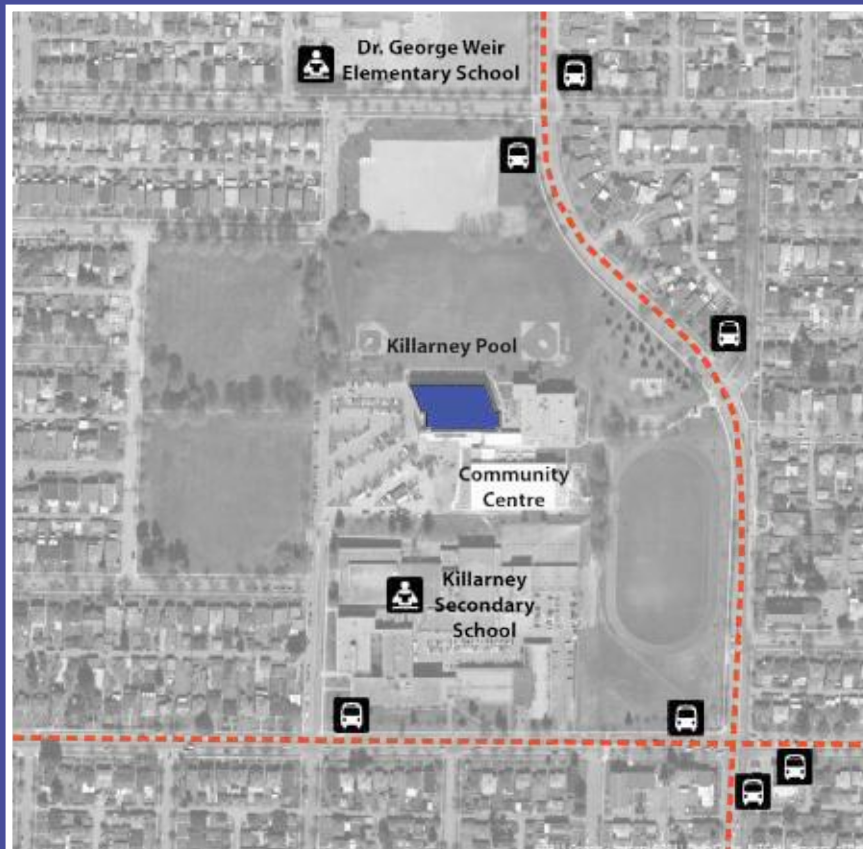 Dr. George Weir
Elementary School
Killarney Pool
Community
Centre
Killarney
Secondary
School